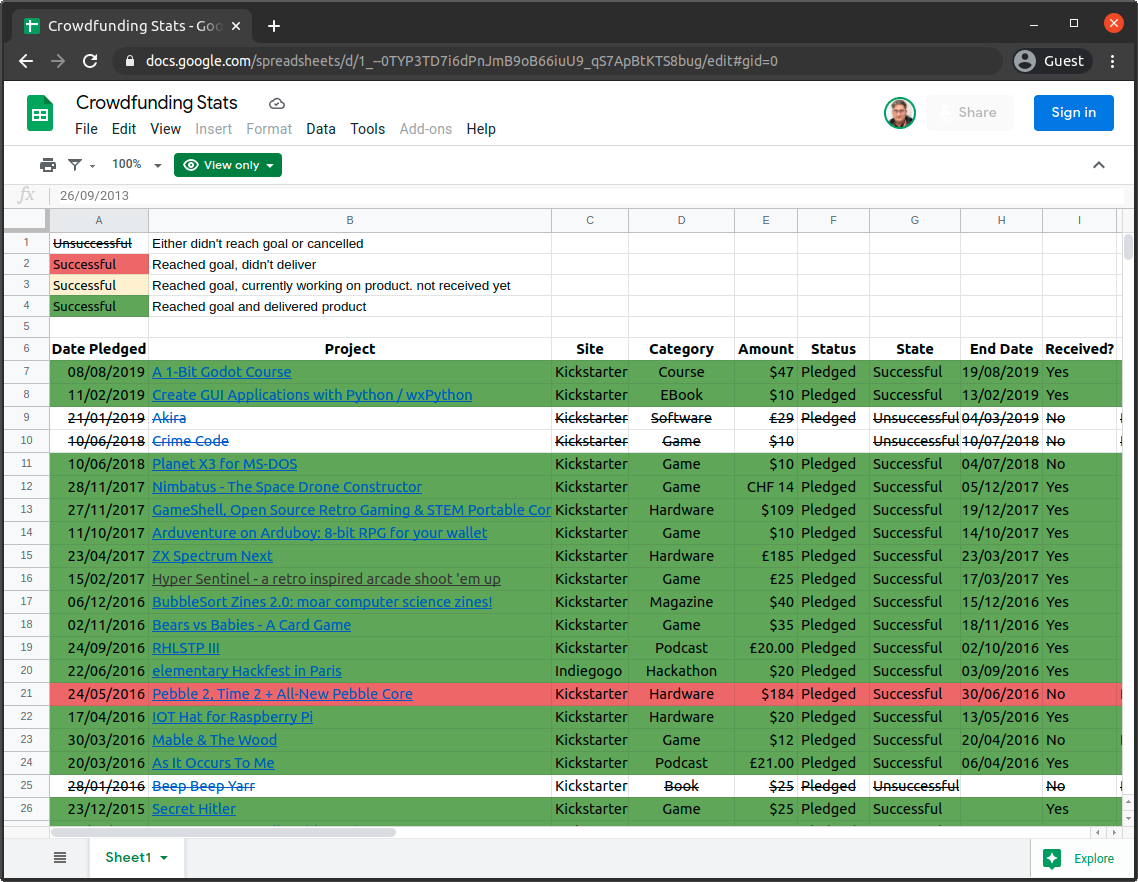 Crowdfunding Stats - Goo
docs.google.com/spreadsheets/d/1_--0TYP3TD7i6dPnJmB9oB66iuU9_qS7ApBtKTS8bug/edit#gid=0
Guest
Crowdfunding Stats
File Edit View Insert Format Data Tools Add-ons Help
Share
Sign in
100% View only
fx 26/09/2013
A B C D E F G H I
1 Unsuccessful Either didn't reach goal or cancelled
2 Successful Reached goal, didn't deliver
3 Successful Reached goal, currently working on product. not received yet
4 Successful Reached goal and delivered product
5
6 Date Pledged Project Site Category Amount Status State End Date Received?
7 08/08/2019 A 1-Bit Godot Course Kickstarter Course $47 Pledged Successful 19/08/2019 Yes
8 11/02/2019 Create GUI Applications with Python / wxPython Kickstarter EBook $10 Pledged Successful 13/02/2019 Yes
9 21/01/2019 Akira Kickstarter Software £29 Pledged Unsuccessful 04/03/2019 No
10 10/06/2018 Crime Code Kickstarter Game $10 Unsuccessful 10/07/2018 No
11 10/06/2018 Planet X3 for MS-DOS Kickstarter Game $10 Pledged Successful 04/07/2018 No
12 28/11/2017 Nimbatus - The Space Drone Constructor Kickstarter Game CHF 14 Pledged Successful 05/12/2017 Yes
13 27/11/2017 GameShell, Open Source Retro Gaming & STEM Portable Cor Kickstarter Hardware $109 Pledged Successful 19/12/2017 Yes
14 11/10/2017 Arduventure on Arduboy: 8-bit RPG for your wallet Kickstarter Game $10 Pledged Successful 14/10/2017 Yes
15 23/04/2017 ZX Spectrum Next Kickstarter Hardware £185 Pledged Successful 23/03/2017 Yes
16 15/02/2017 Hyper Sentinel - a retro inspired arcade shoot 'em up Kickstarter Game £25 Pledged Successful 17/03/2017 Yes
17 06/12/2016 BubbleSort Zines 2.0: moar computer science zines! Kickstarter Magazine $40 Pledged Successful 15/12/2016 Yes
18 02/11/2016 Bears vs Babies - A Card Game Kickstarter Game $35 Pledged Successful 18/11/2016 Yes
19 24/09/2016 RHLSTP III Kickstarter Podcast £20.00 Pledged Successful 02/10/2016 Yes
20 22/06/2016 elementary Hackfest in Paris Indiegogo Hackathon $20 Pledged Successful 03/09/2016 Yes
21 24/05/2016 Pebble 2, Time 2 + All-New Pebble Core Kickstarter Hardware $184 Pledged Successful 30/06/2016 No
22 17/04/2016 IOT Hat for Raspberry Pi Kickstarter Hardware $20 Pledged Successful 13/05/2016 Yes
23 30/03/2016 Mable & The Wood Kickstarter Game $12 Pledged Successful 20/04/2016 No
24 20/03/2016 As It Occurs To Me Kickstarter Podcast £21.00 Pledged Successful 06/04/2016 Yes
25 28/01/2016 Beep Beep Yarr Kickstarter Book $25 Pledged Unsuccessful No
26 23/12/2015 Secret Hitler Kickstarter Game $25 Pledged Successful Yes
Sheet1
Explore